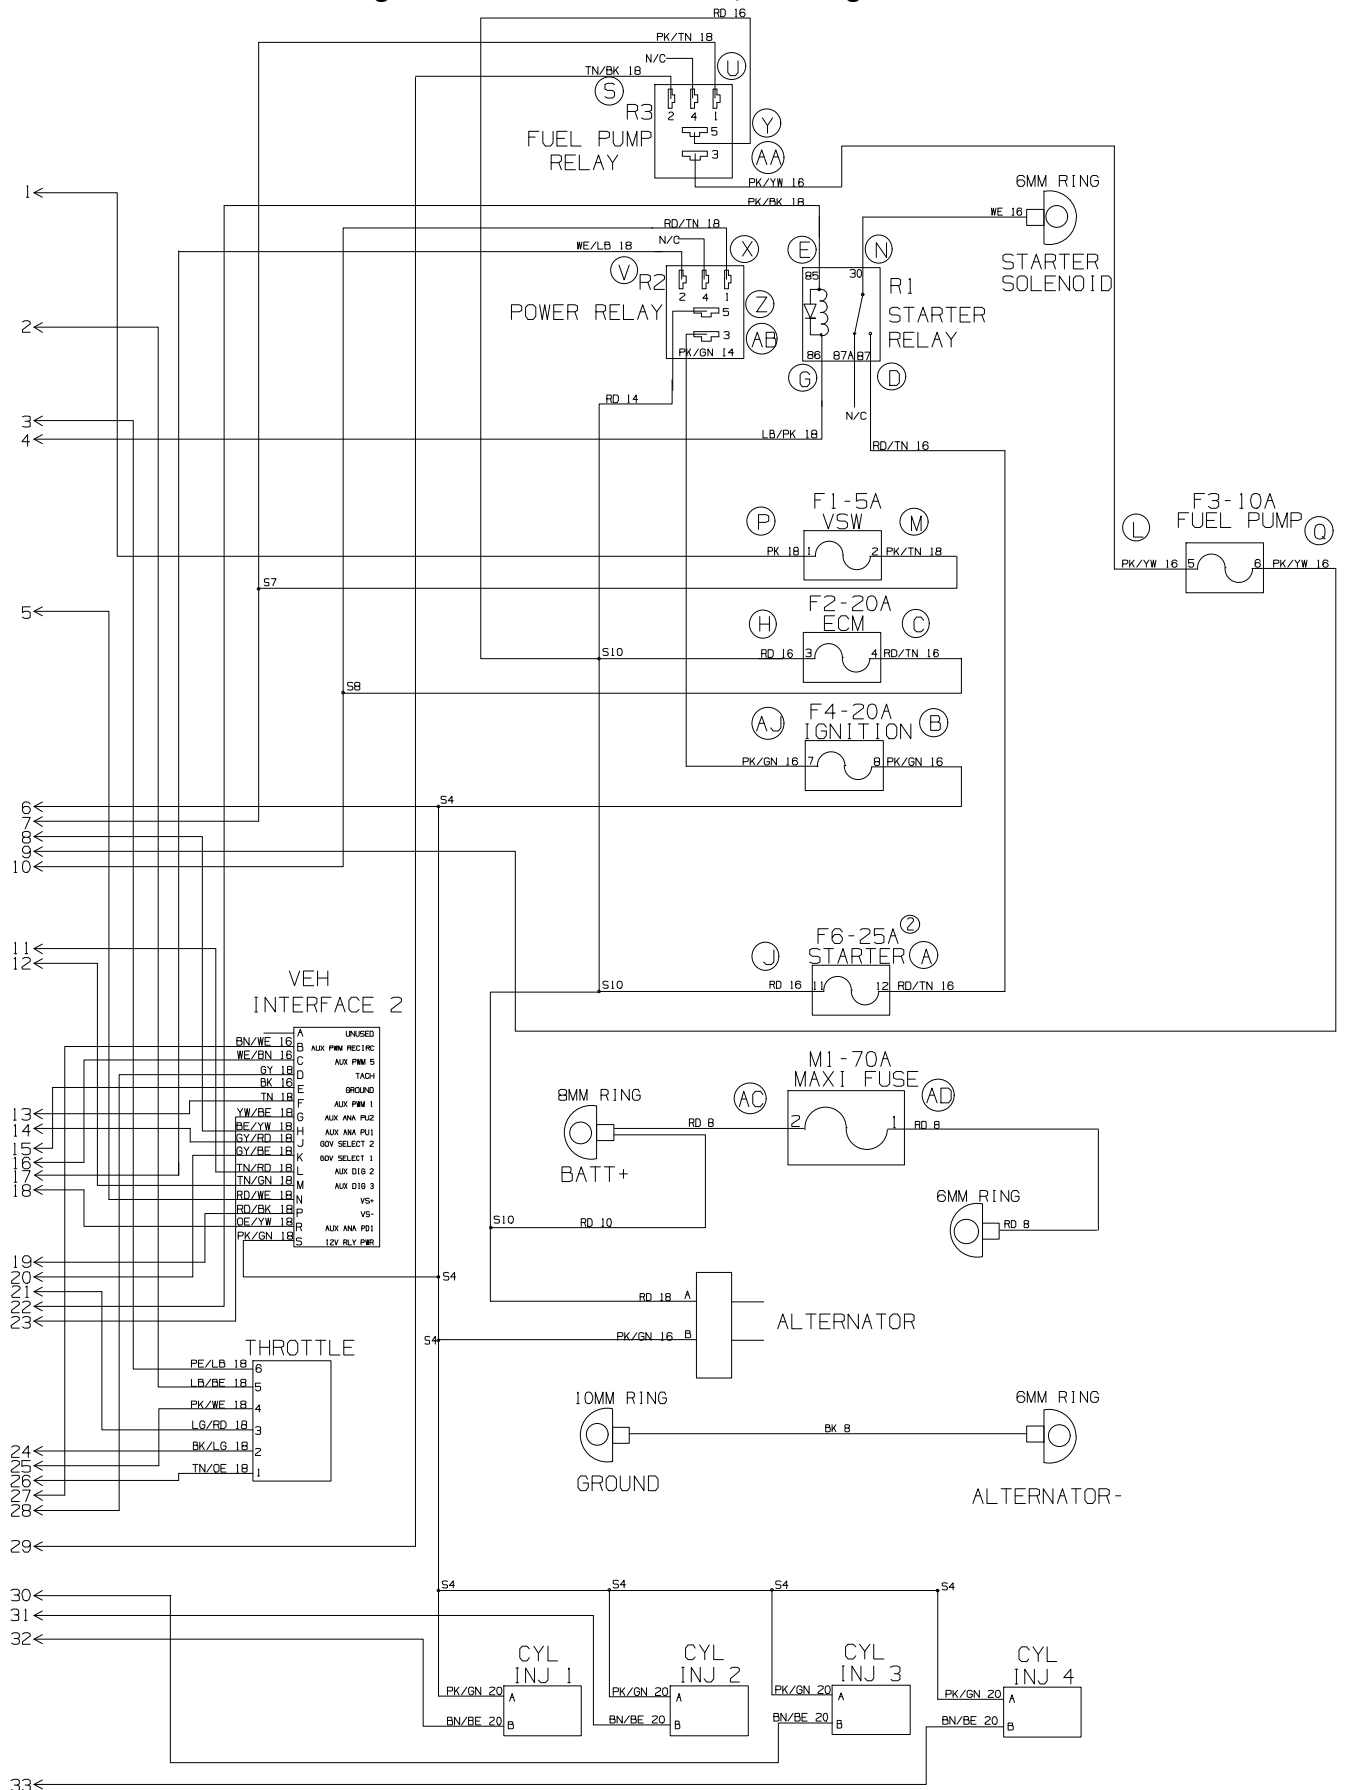 RD 16
PK/TN 18
N/C
U
TN/BK 18
S
R3
2 4 1
FUEL PUMP
RELAY
5
Y
3
AA
PK/YW 16
1
PK/BK 18
6MM RING
WE 16
STARTER
SOLENOID
RD/TN 18
N/C
WE/LB 18
X
E
N
V
R2
85
30
R1
2 4 1
POWER RELAY
5
Z
STARTER
RELAY
2
3
AB
PK/GN 14
86
87A
87
G
D
RD 14
N/C
3
4
LB/PK 18
RD/TN 16
F1-5A
VSW
P
M
PK 18
1
2
PK/TN 18
F3-10A
FUEL PUMP
L
Q
PK/YW 16
5
6
PK/YW 16
S7
5
F2-20A
ECM
H
C
S10
RD 16
3
4
RD/TN 16
S8
F4-20A
IGNITION
AJ
B
PK/GN 16
7
8
PK/GN 16
S4
6
7
8
9
10
11
12
F6-25A
2
STARTER
J
A
S10
RD 16
11
12
RD/TN 16
VEH
INTERFACE 2
A UNUSED
BN/WE 16 B AUX PWM RECIRC
WE/BN 16 C AUX PWM 5
GY 18 D TACH
BK 16 E GROUND
TN 18 F AUX PWM 1
YW/BE 18 G AUX ANA PU2
BE/YW 18 H AUX ANA PU1
GY/RD 18 J GOV SELECT 2
GY/BE 18 K GOV SELECT 1
TN/RD 18 L AUX DIG 2
TN/GN 18 M AUX DIG 3
RD/WE 18 N VS+
RD/BK 18 P VS-
OE/YW 18 R AUX ANA PD1
PK/GN 18 S 12V RLY PWR
13
14
15
16
17
18
19
20
21
22
23
M1-70A
MAXI FUSE
8MM RING
AC
AD
RD 8
2
1
RD 8
BATT+
6MM RING
RD 8
S10
RD 10
S4
RD 18 A
ALTERNATOR
S4
PK/GN 16 B
THROTTLE
PE/LB 18 6
LB/BE 18 5
PK/WE 18 4
LG/RD 18 3
BK/LG 18 2
TN/OE 18 1
24
25
26
27
28
10MM RING
6MM RING
BK 8
GROUND
ALTERNATOR-
29
30
31
32
S4
S4
S4
S4
CYL
INJ 1
PK/GN 20 A
BN/BE 20 B
CYL
INJ 2
PK/GN 20 A
BN/BE 20 B
CYL
INJ 3
PK/GN 20 A
BN/BE 20 B
CYL
INJ 4
PK/GN 20 A
BN/BE 20 B
33